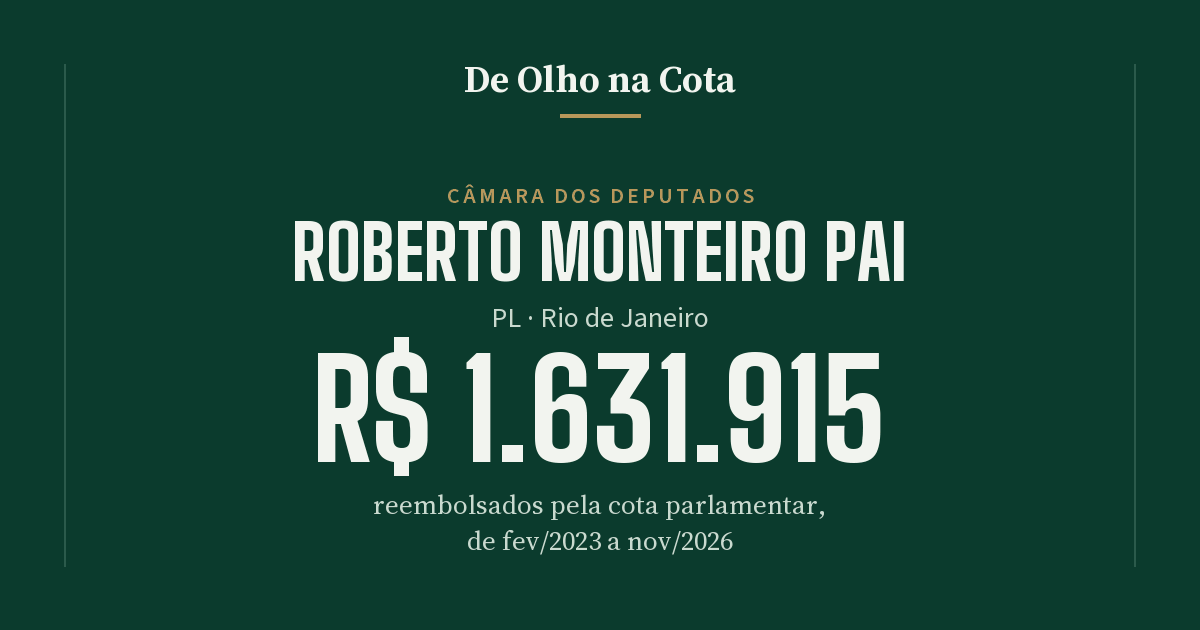 De Olho na Cota
CÂMARA DOS DEPUTADOS
ROBERTO MONTEIRO PAI
PL · Rio de Janeiro
R$ 1.631.915
reembolsados pela cota parlamentar,
de fev/2023 a nov/2026